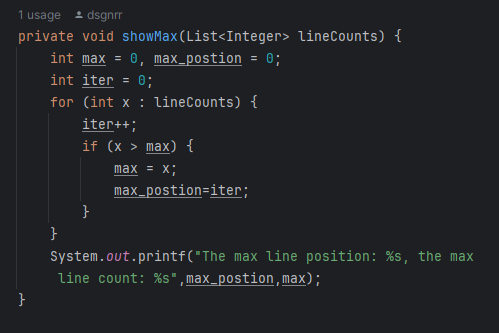 1 usage dsgnrr
private void showMax(List<Integer> lineCounts) {
int max = 0, max_postion = 0;
int iter = 0;
for (int x : lineCounts) {
iter++;
if (x > max) {
max = x;
max_postion=iter;
}
}
System.out.printf("The max line position: %s, the max
line count: %s",max_postion,max);
}